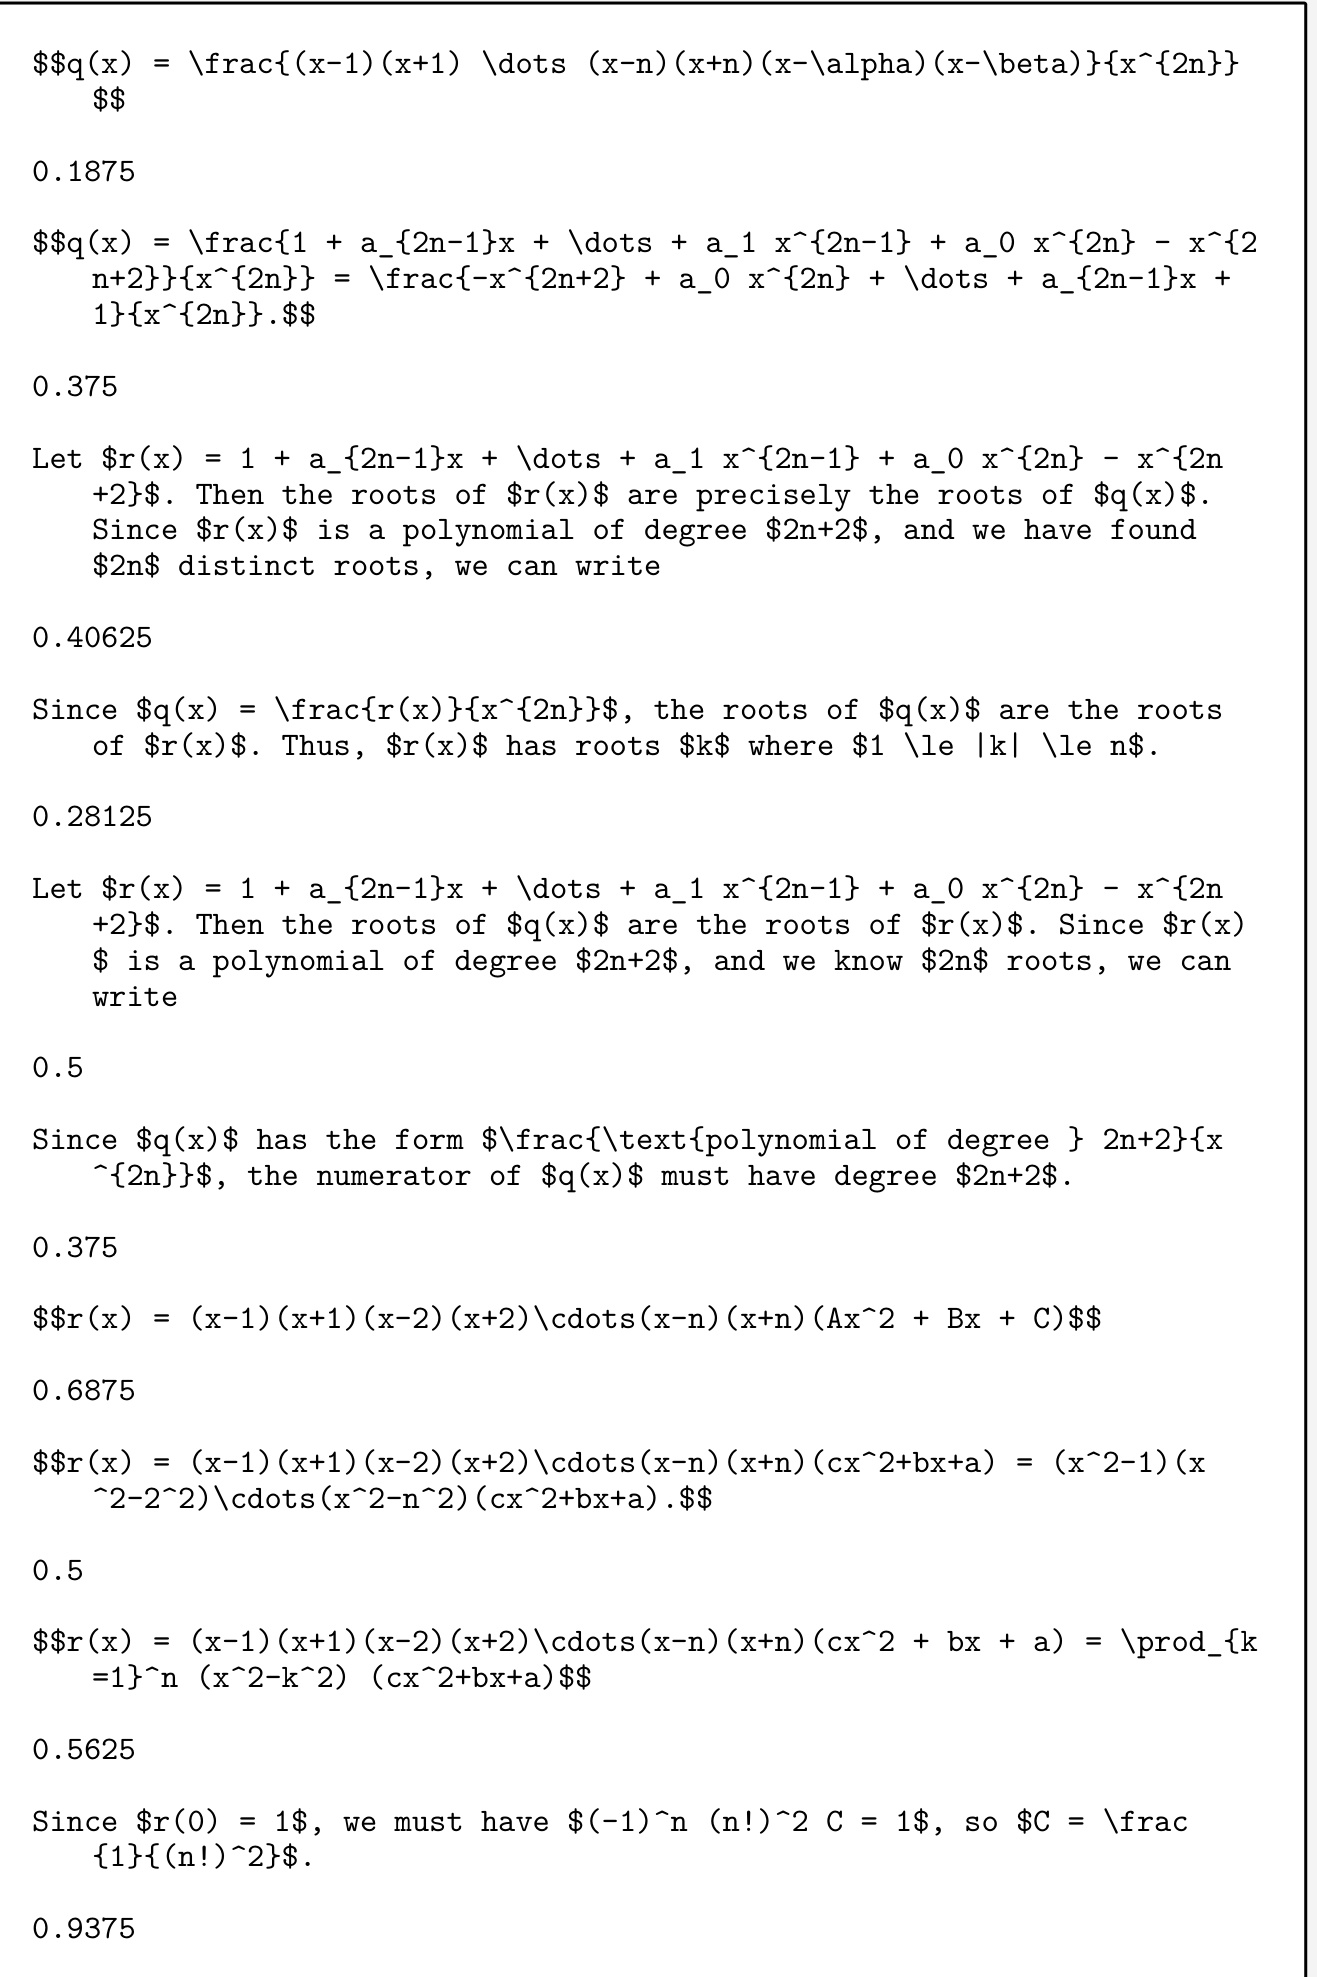 $$q(x) = \frac{(x-1)(x+1) \dots (x-n)(x+n)(x-\alpha)(x-\beta)}{x^{2n}}
$$
0.1875
$$q(x) = \frac{1 + a_{2n-1}x + \dots + a_1 x^{2n-1} + a_0 x^{2n} - x^{2
n+2}}{x^{2n}} = \frac{-x^{2n+2} + a_0 x^{2n} + \dots + a_{2n-1}x +
1}{x^{2n}}.$$
0.375
Let $r(x) = 1 + a_{2n-1}x + \dots + a_1 x^{2n-1} + a_0 x^{2n} - x^{2n
+2}$. Then the roots of $r(x)$ are precisely the roots of $q(x)$.
Since $r(x)$ is a polynomial of degree $2n+2$, and we have found
$2n$ distinct roots, we can write
0.40625
Since $q(x) = \frac{r(x)}{x^{2n}}$, the roots of $q(x)$ are the roots
of $r(x)$. Thus, $r(x)$ has roots $k$ where $1 \le |k| \le n$.
0.28125
Let $r(x) = 1 + a_{2n-1}x + \dots + a_1 x^{2n-1} + a_0 x^{2n} - x^{2n
+2}$. Then the roots of $q(x)$ are the roots of $r(x)$. Since $r(x)
$ is a polynomial of degree $2n+2$, and we know $2n$ roots, we can
write
0.5
Since $q(x)$ has the form $\frac{\text{polynomial of degree } 2n+2}{x
^{2n}}$, the numerator of $q(x)$ must have degree $2n+2$.
0.375
$$r(x) = (x-1)(x+1)(x-2)(x+2)\cdots(x-n)(x+n)(Ax^2 + Bx + C)$$
0.6875
$$r(x) = (x-1)(x+1)(x-2)(x+2)\cdots(x-n)(x+n)(cx^2+bx+a) = (x^2-1)(x
^2-2^2)\cdots(x^2-n^2)(cx^2+bx+a).$$
0.5
$$r(x) = (x-1)(x+1)(x-2)(x+2)\cdots(x-n)(x+n)(cx^2 + bx + a) = \prod_{k
=1}^n (x^2-k^2) (cx^2+bx+a)$$
0.5625
Since $r(0) = 1$, we must have $(-1)^n (n!)^2 C = 1$, so $C = \frac
{1}{(n!)^2}$.
0.9375